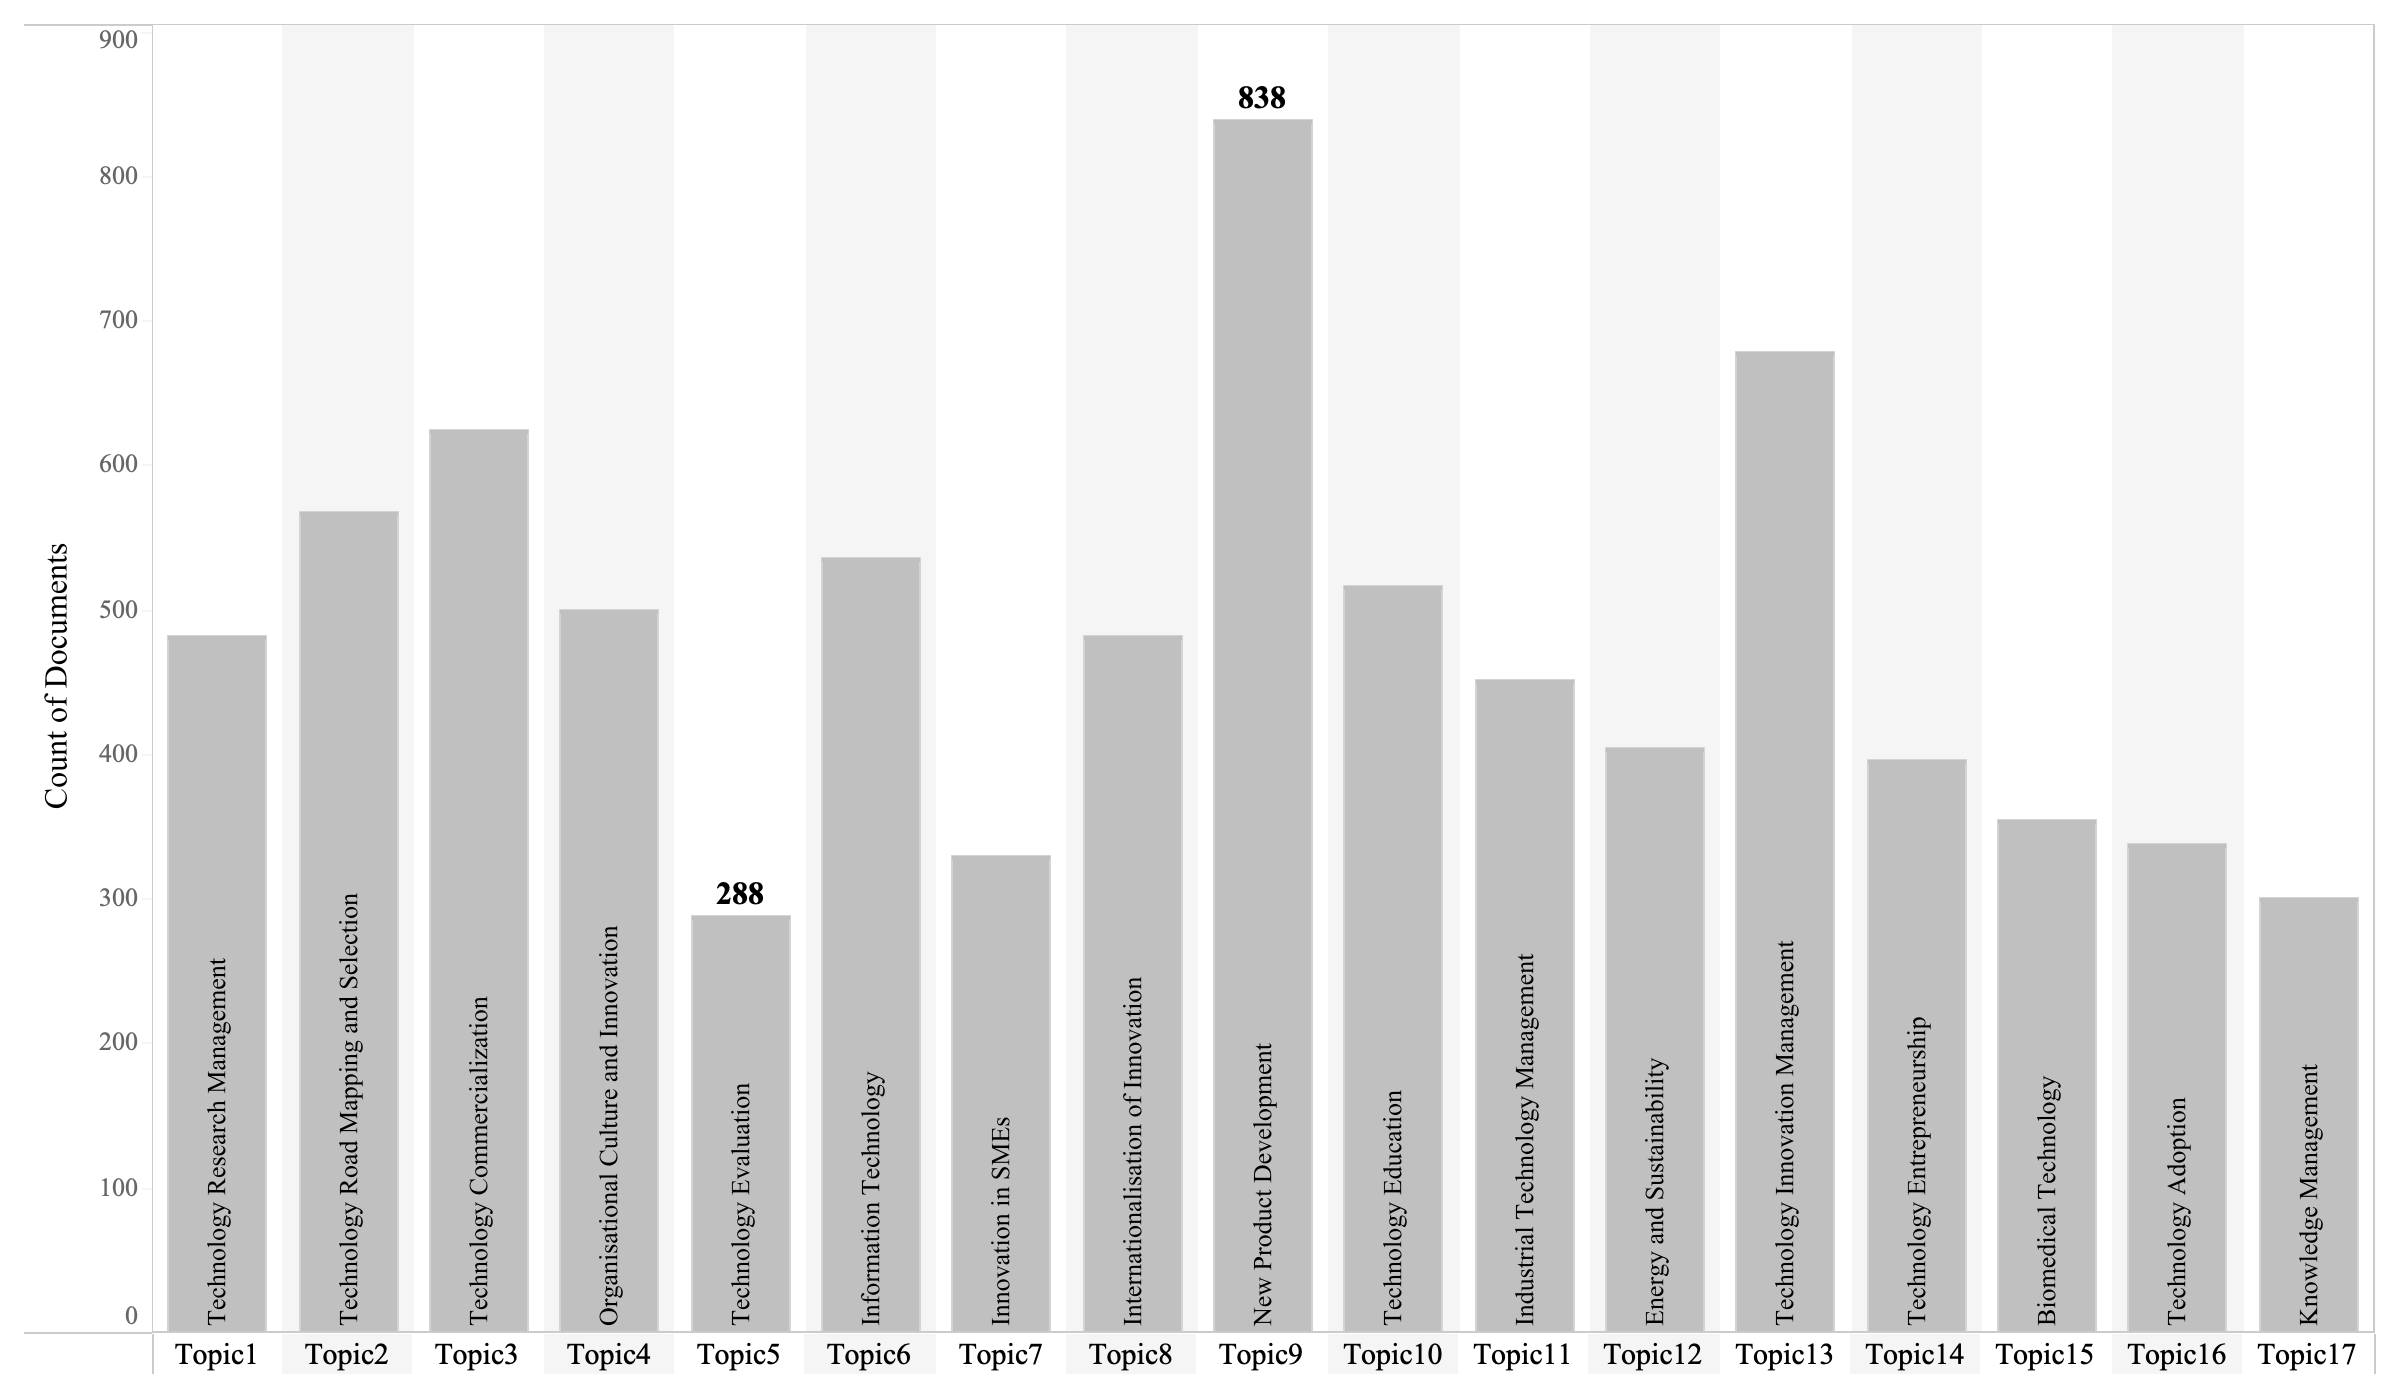 900
800
700
600
500
400
300
200
100
0
Count of Documents
838
288
Technology Research Management
Technology Road Mapping and Selection
Technology Commercialization
Organisational Culture and Innovation
Technology Evaluation
Information Technology
Innovation in SMEs
Internationalisation of Innovation
New Product Development
Technology Education
Industrial Technology Management
Energy and Sustainability
Technology Innovation Management
Technology Entrepreneurship
Biomedical Technology
Technology Adoption
Knowledge Management
Topic1 Topic2 Topic3 Topic4 Topic5 Topic6 Topic7 Topic8 Topic9 Topic10 Topic11 Topic12 Topic13 Topic14 Topic15 Topic16 Topic17